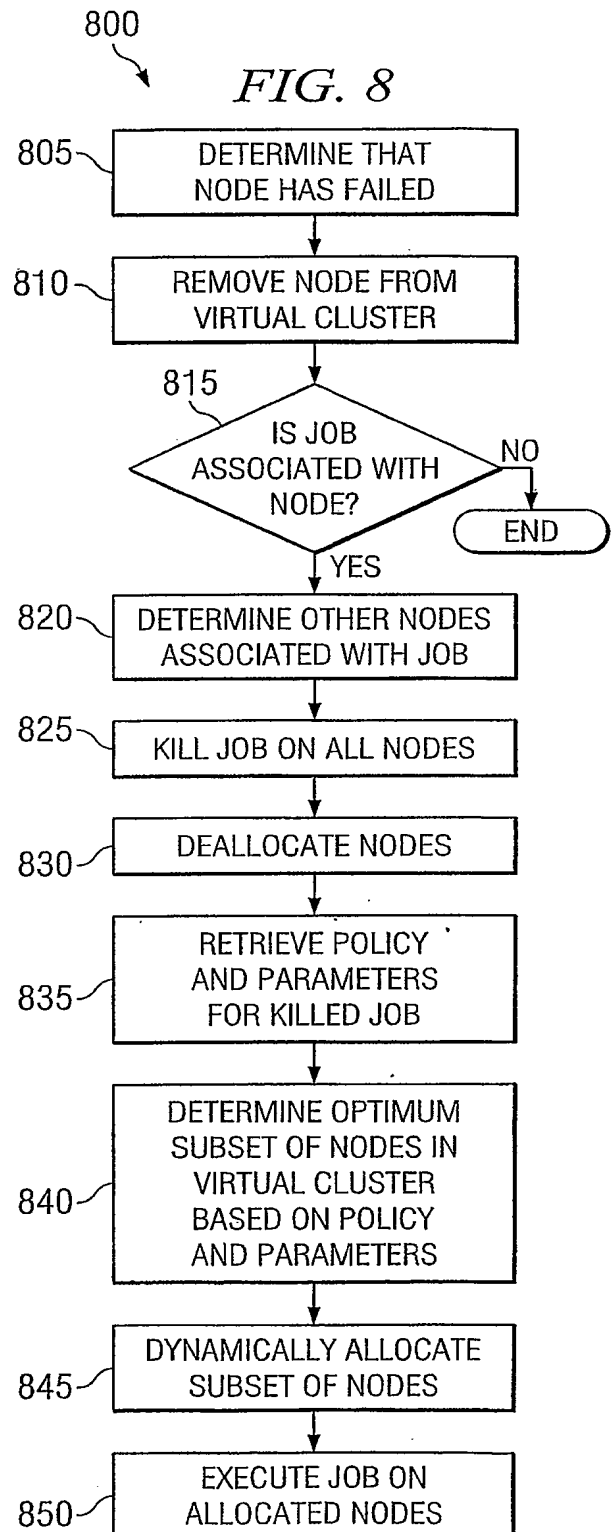 800
FIG. 8
805
DETERMINE THAT
NODE HAS FAILED
810
REMOVE NODE FROM
VIRTUAL CLUSTER
815
IS JOB
ASSOCIATED WITH
NODE?
NO
END
YES
820
DETERMINE OTHER NODES
ASSOCIATED WITH JOB
825
KILL JOB ON ALL NODES
830
DEALLOCATE NODES
835
RETRIEVE POLICY
AND PARAMETERS
FOR KILLED JOB
840
DETERMINE OPTIMUM
SUBSET OF NODES IN
VIRTUAL CLUSTER
BASED ON POLICY
AND PARAMETERS
845
DYNAMICALLY ALLOCATE
SUBSET OF NODES
850
EXECUTE JOB ON
ALLOCATED NODES